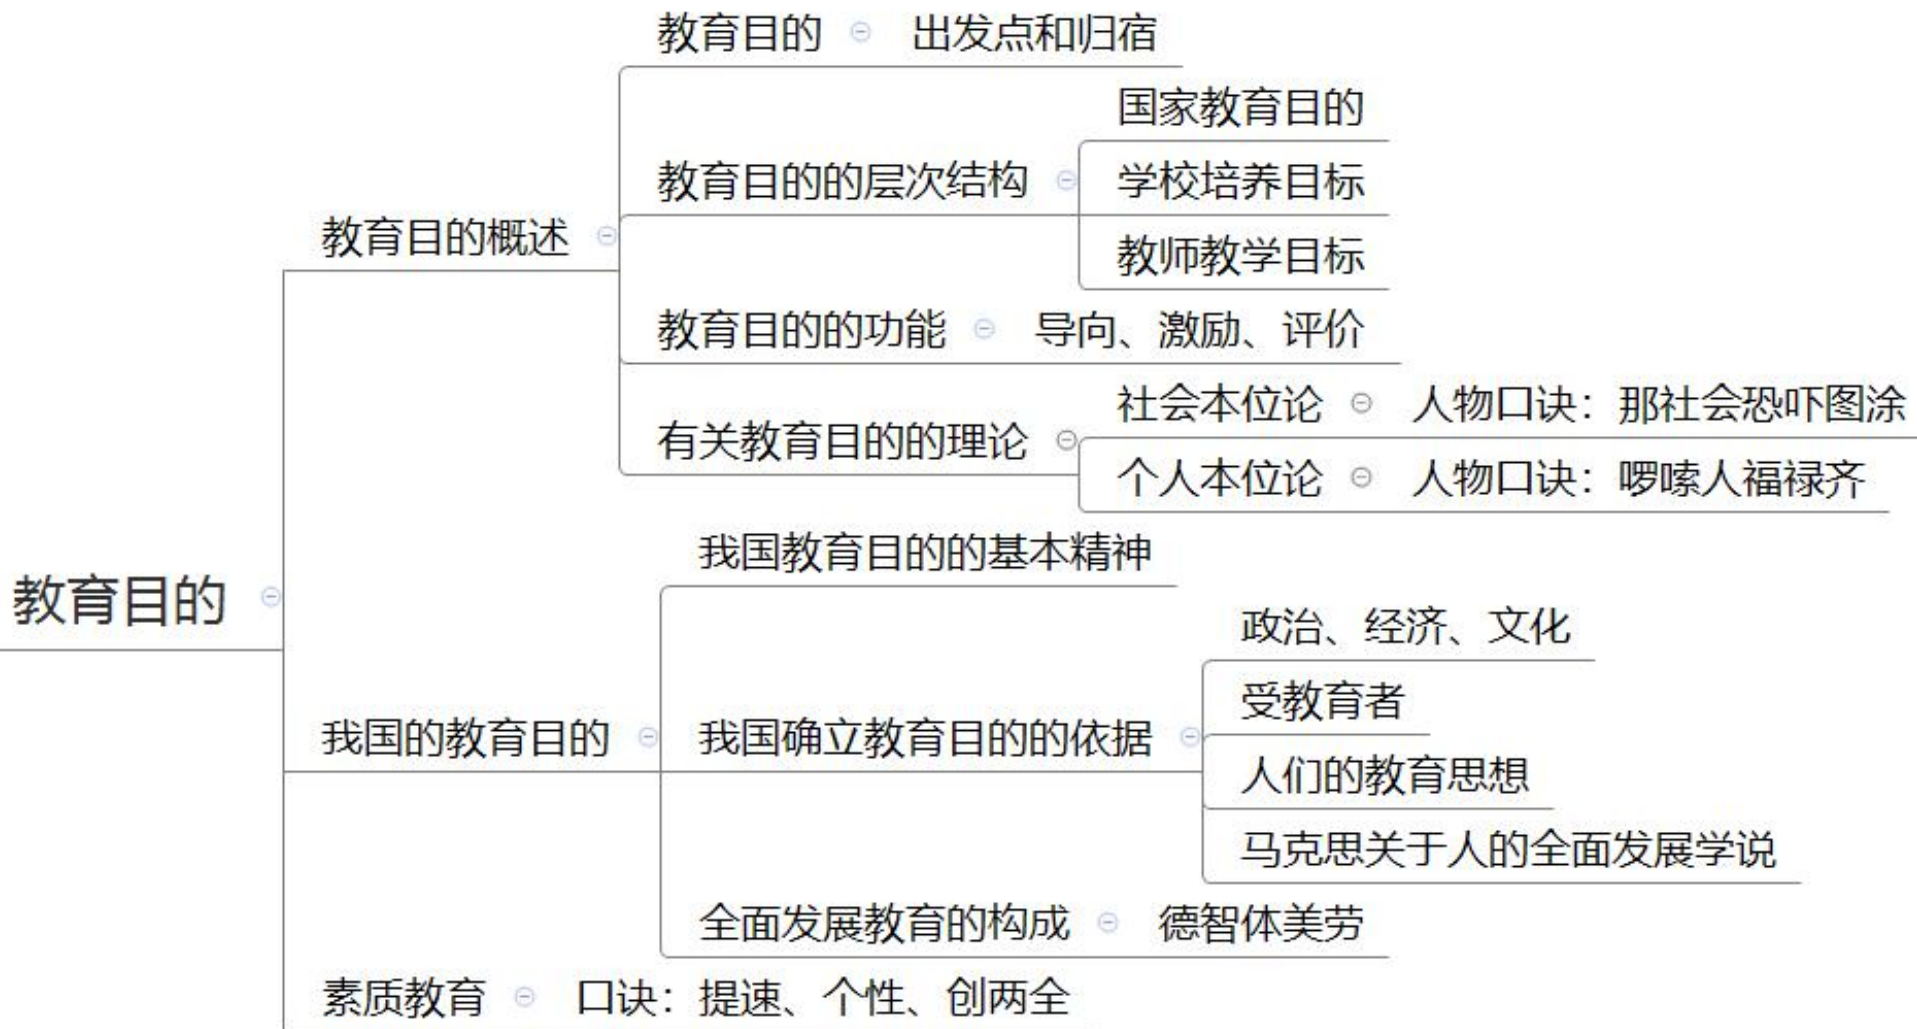 教育目的 出发点和归宿
国家教育目的
教育目的的层次结构 学校培养目标
教育目的概述
教师教学目标
教育目的的功能 导向、激励、评价
社会本位论 人物口诀：那社会恐吓图涂
有关教育目的的理论
个人本位论 人物口诀：啰嗦人福禄齐
我国教育目的的基本精神
教育目的
政治、经济、文化
受教育者
我国的教育目的 我国确立教育目的的依据
人们的教育思想
马克思关于人的全面发展学说
全面发展教育的构成 德智体美劳
素质教育 口诀：提速、个性、创两全